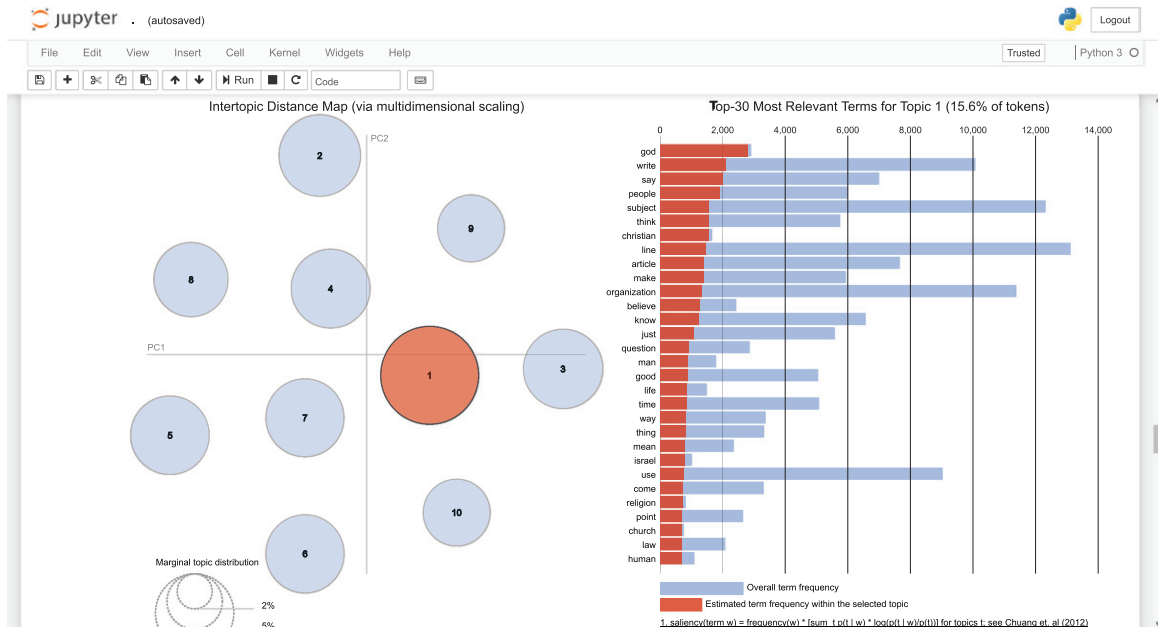 jupyter . (autosaved)
Logout
File Edit View Insert Cell Kernel Widgets Help
Trusted Python 3
Run Code
Intertopic Distance Map (via multidimensional scaling)
PC2
PC1
2
9
8
4
1
3
7
5
10
6
Marginal topic distribution
2%
5%
Top-30 Most Relevant Terms for Topic 1 (15.6% of tokens)
0 2,000 4,000 6,000 8,000 10,000 12,000 14,000
god
write
say
people
subject
think
christian
line
article
make
organization
believe
know
just
question
man
good
life
time
way
thing
mean
israel
use
come
religion
point
church
law
human
Overall term frequency
Estimated term frequency within the selected topic
1. saliency(term w) = frequency(w) * [sum_t p(t | w) * log(p(t | w)/p(t))] for topics t; see Chuang et. al (2012)